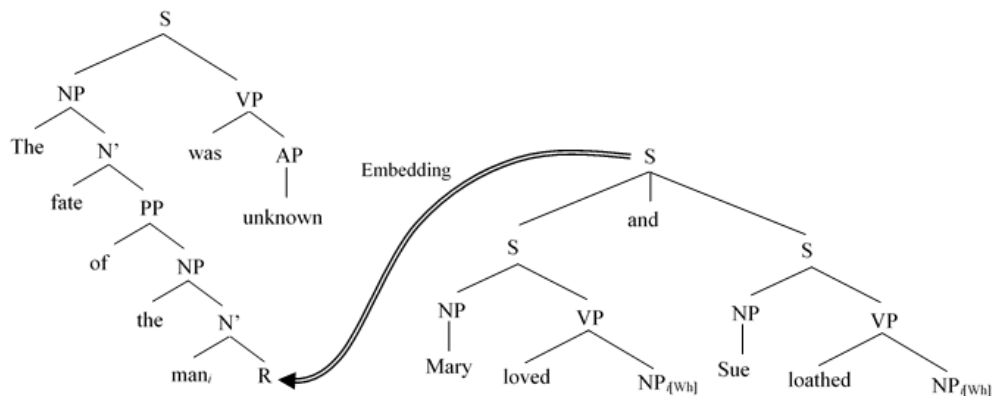 S
NP VP
The N’ was AP
Embedding S
fate PP unknown and
of NP S S
the N’ NP VP NP VP
man𝑖 R Mary loved NP𝑖[Wh] Sue loathed NP𝑖[Wh]